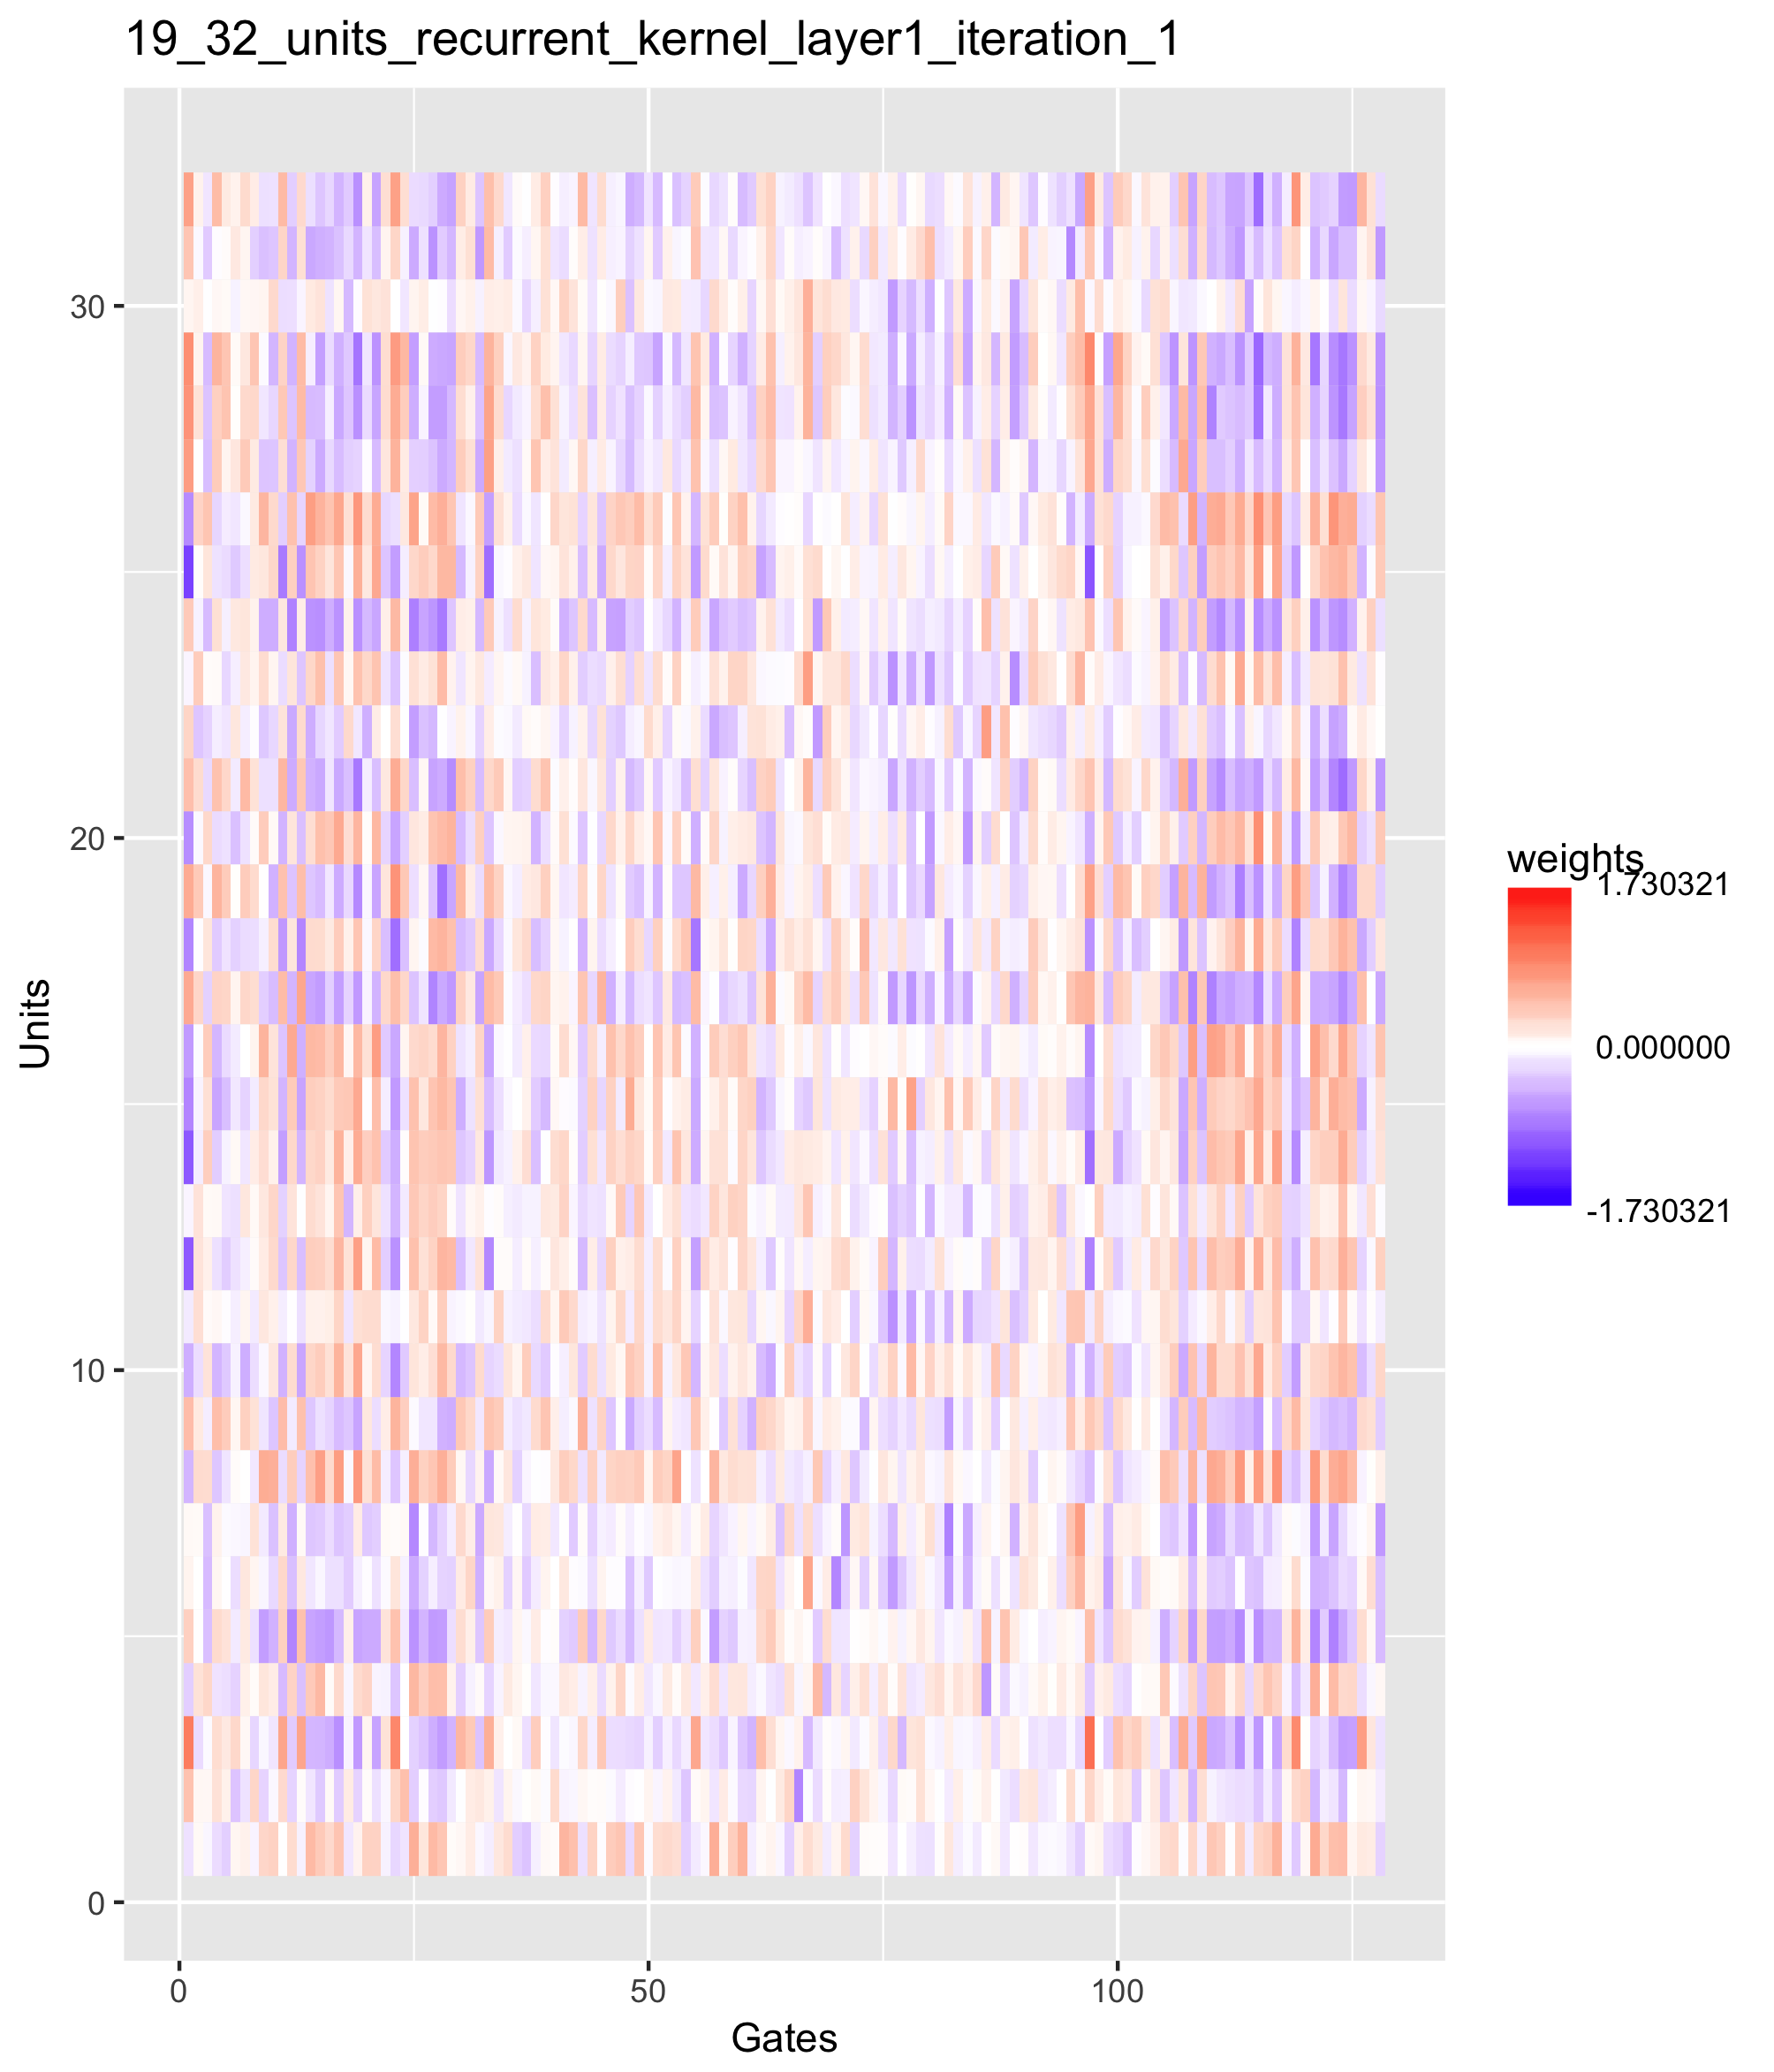 19_32_units_recurrent_kernel_layer1_iteration_1
30
20
10
0
Units
0 50 100
Gates
weights
1.730321
0.000000
-1.730321